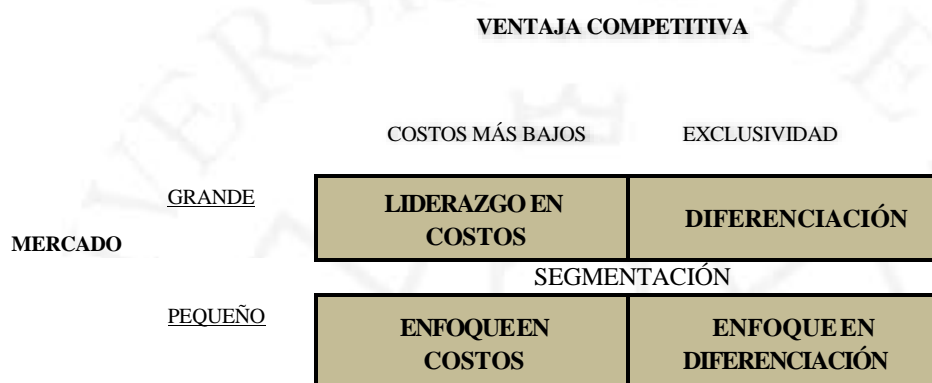 VENTAJA COMPETITIVA
COSTOS MÁS BAJOS EXCLUSIVIDAD
GRANDE
LIDERAZGO EN
COSTOS
DIFERENCIACIÓN
MERCADO
SEGMENTACIÓN
PEQUEÑO
ENFOQUE EN
COSTOS
ENFOQUE EN
DIFERENCIACIÓN